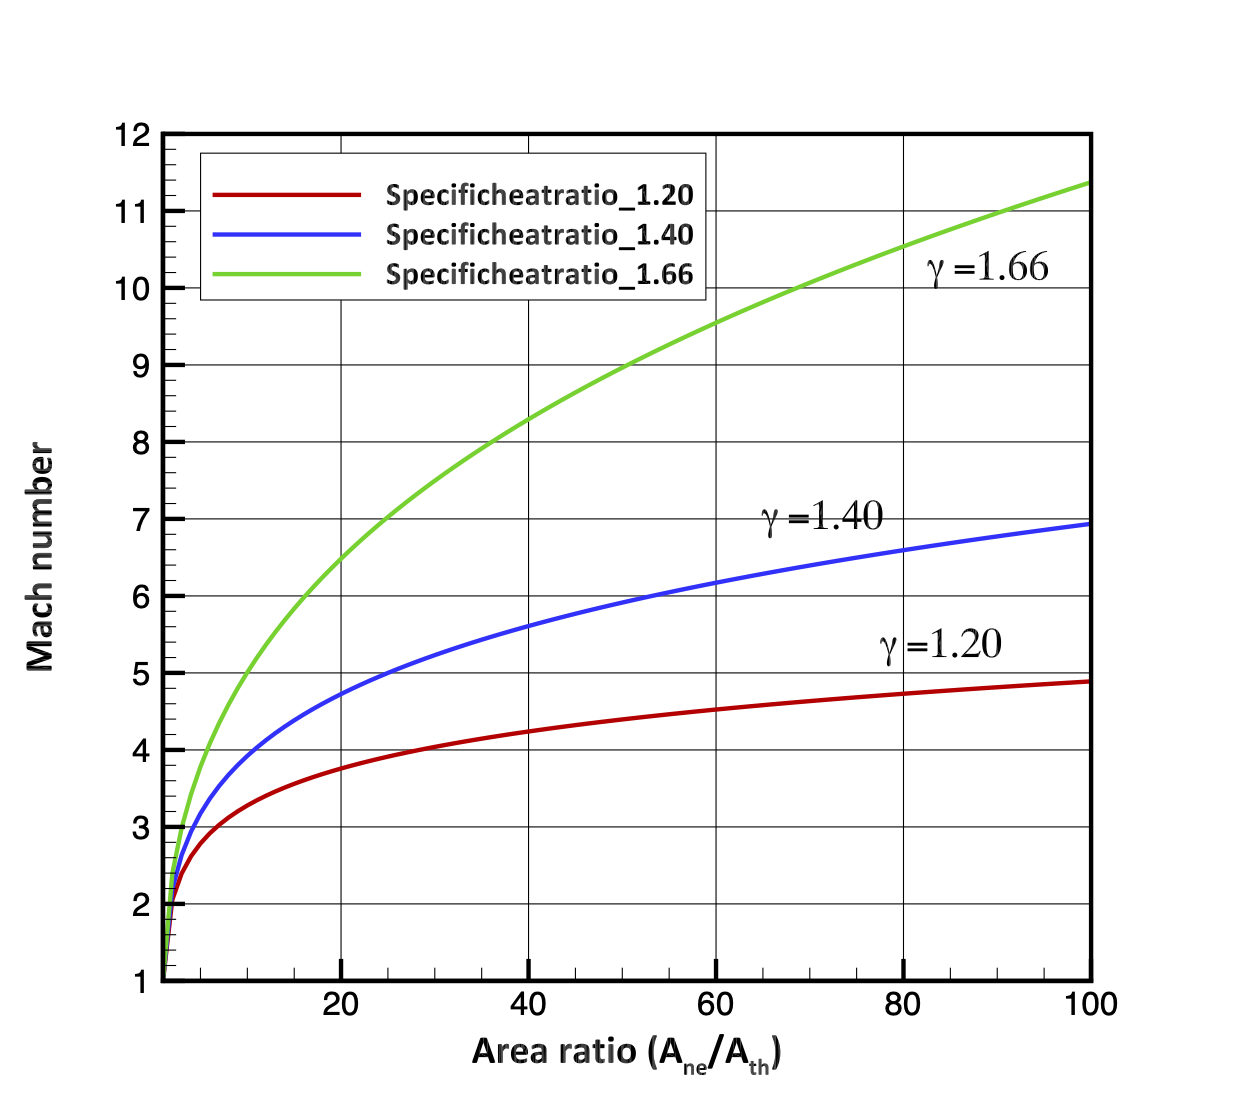 12
11
10
9
8
7
6
5
4
3
2
1
Mach number
Specificheatratio_1.20
Specificheatratio_1.40
Specificheatratio_1.66
γ =1.66
γ =1.40
γ =1.20
20 40 60 80 100
Area ratio (Ane/Ath)